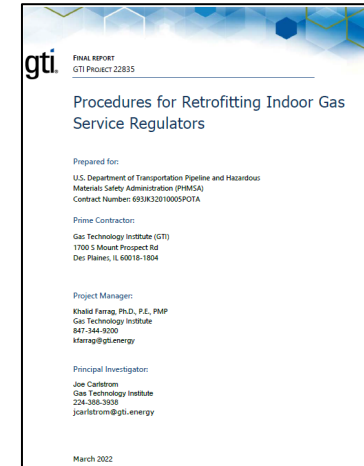 gti.
FINAL REPORT
GTI PROJECT 22835
Procedures for Retrofitting Indoor Gas
Service Regulators
Prepared for:
U.S. Department of Transportation Pipeline and Hazardous
Materials Safety Administration (PHMSA)
Contract Number: 693JK32010005POTA
Prime Contractor:
Gas Technology Institute (GTI)
1700 S Mount Prospect Rd
Des Plaines, IL 60018-1804
Project Manager:
Khalid Farrag, Ph.D., P.E., PMP
Gas Technology Institute
847-344-9200
kfarrag@gti.energy
Principal Investigator:
Joe Carlstrom
Gas Technology Institute
224-388-3938
jcarlstrom@gti.energy
March 2022